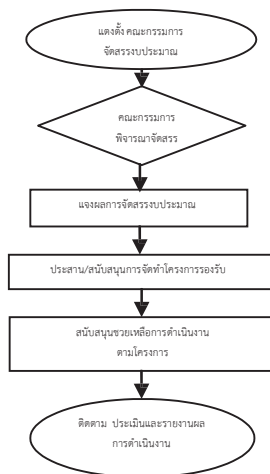 แตงตั้ง คณะกรรมการ
จัดสรรงบประมาณ
คณะกรรมการ
พิจารณาจัดสรร
แจงผลการจัดสรรงบประมาณ
ประสาน/สนับสนุนการจัดทำโครงการรองรับ
สนับสนุนชวยเหลือการดำเนินงาน
ตามโครงการ
ติดตาม ประเมินและรายงานผล
การดำเนินงาน